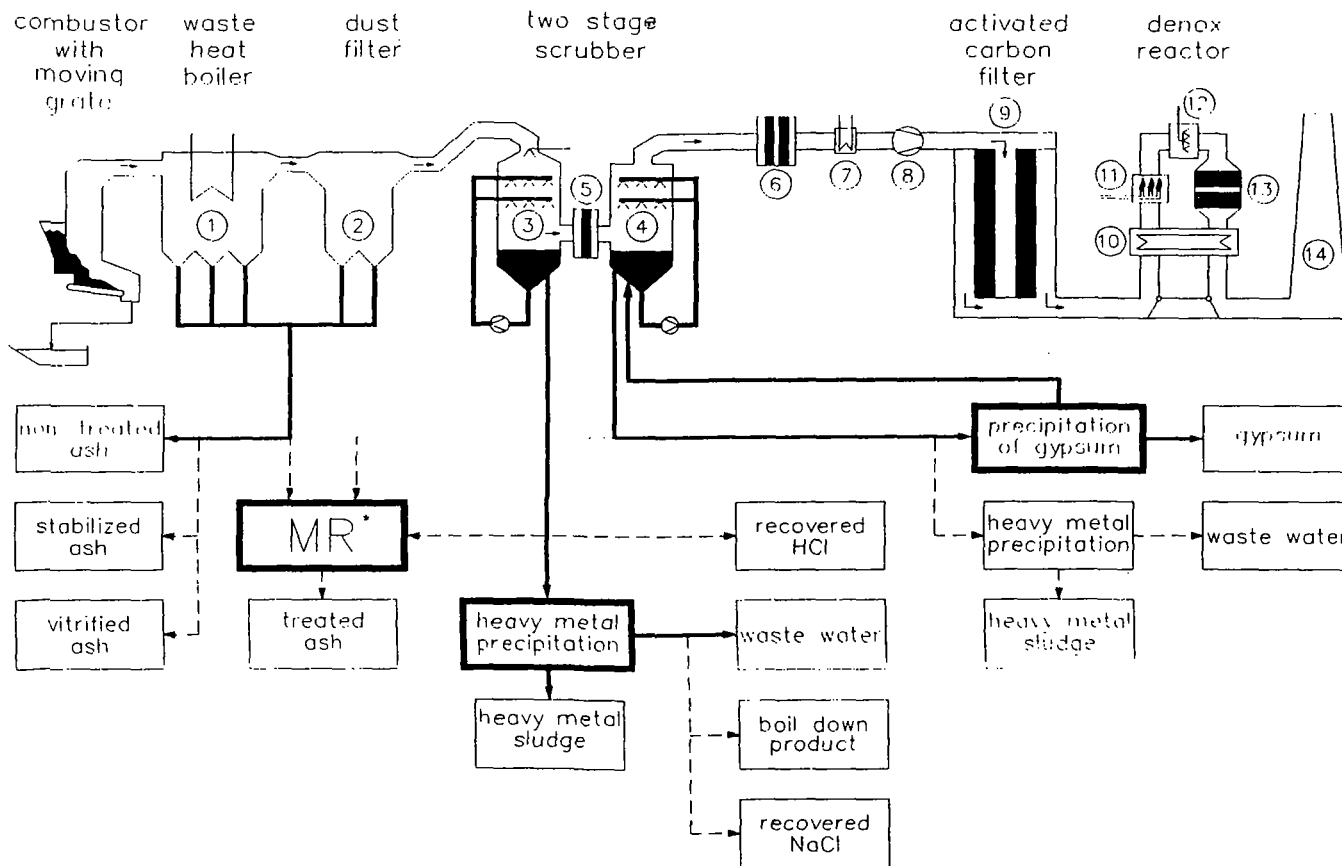 combustor
with
moving
grate
waste
heat
boiler
dust
filter
two stage
scrubber
activated
carbon
filter
denox
reactor
1
2
3
4
5
6
7
8
9
10
11
12
13
14
non treated
ash
stabilized
ash
vitrified
ash
MR*
treated
ash
recovered
HCl
heavy metal
precipitation
waste water
heavy metal
sludge
boil down
product
recovered
NaCl
precipitation
of gypsum
gypsum
heavy metal
precipitation
waste water
heavy metal
sludge